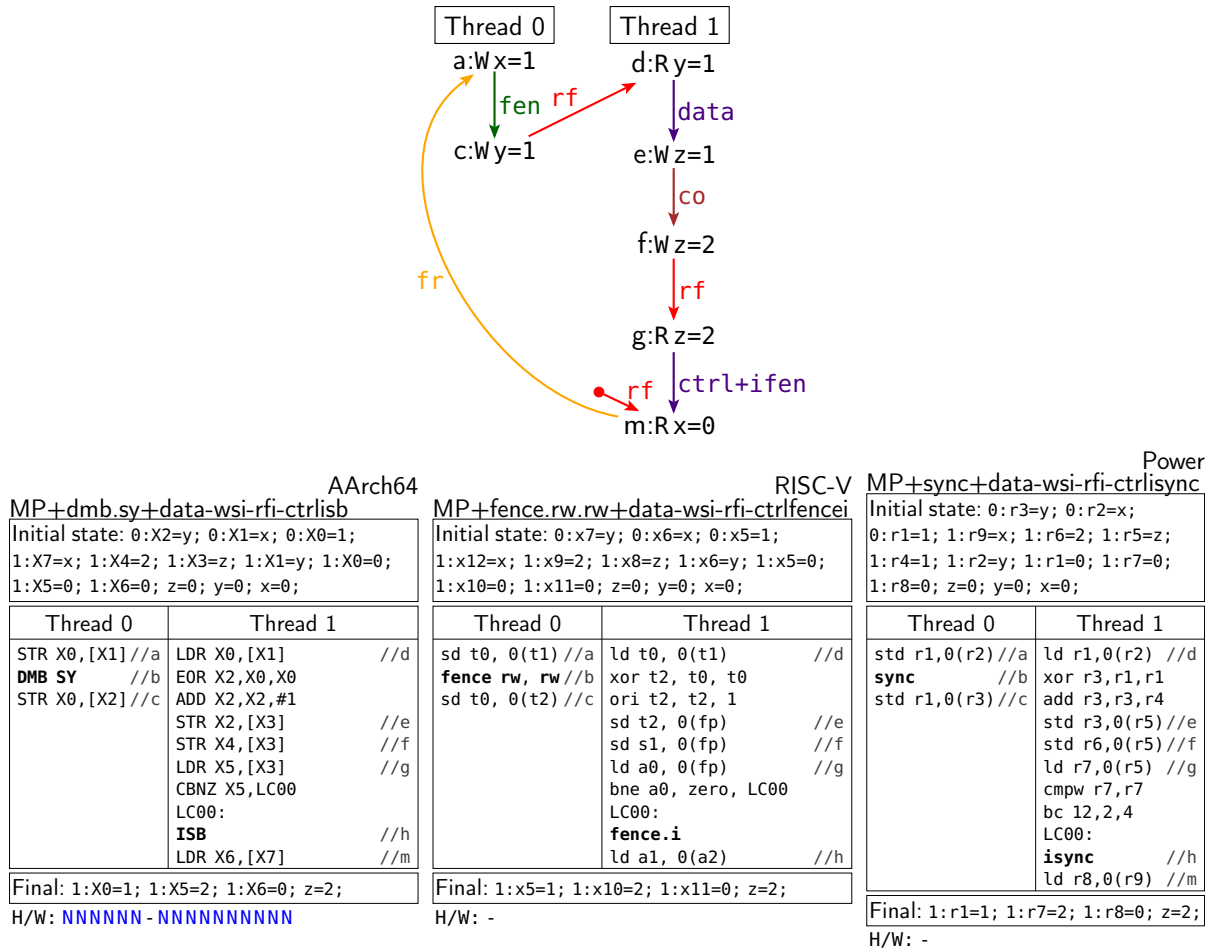 Thread 0 Thread 1
a:W x=1 d:R y=1
fen rf data
c:W y=1 e:W z=1
co
f:W z=2
fr rf
g:R z=2
rf ctrl+ifen
m:R x=0
AArch64
MP+dmb.sy+data-wsi-rfi-ctrlisb
Initial state: 0:X2=y; 0:X1=x; 0:X0=1;
1:X7=x; 1:X4=2; 1:X3=z; 1:X1=y; 1:X0=0;
1:X5=0; 1:X6=0; z=0; y=0; x=0;
Thread 0 Thread 1
STR X0,[X1]//a LDR X0,[X1] //d
DMB SY //b EOR X2,X0,X0
STR X0,[X2]//c ADD X2,X2,#1
STR X2,[X3] //e
STR X4,[X3] //f
LDR X5,[X3] //g
CBNZ X5,LC00
LC00:
ISB //h
LDR X6,[X7] //m
Final: 1:X0=1; 1:X5=2; 1:X6=0; z=2;
H/W: NNNNNN-NNNNNNNNNN
RISC-V
MP+fence.rw.rw+data-wsi-rfi-ctrlfencei
Initial state: 0:x7=y; 0:x6=x; 0:x5=1;
1:x12=x; 1:x9=2; 1:x8=z; 1:x6=y; 1:x5=0;
1:x10=0; 1:x11=0; z=0; y=0; x=0;
Thread 0 Thread 1
sd t0, 0(t1)//a ld t0, 0(t1) //d
fence rw, rw//b xor t2, t0, t0
sd t0, 0(t2)//c ori t2, t2, 1
sd t2, 0(fp) //e
sd s1, 0(fp) //f
ld a0, 0(fp) //g
bne a0, zero, LC00
LC00:
fence.i
ld a1, 0(a2) //h
Final: 1:x5=1; 1:x10=2; 1:x11=0; z=2;
H/W: -
Power
MP+sync+data-wsi-rfi-ctrlisync
Initial state: 0:r3=y; 0:r2=x;
0:r1=1; 1:r9=x; 1:r6=2; 1:r5=z;
1:r4=1; 1:r2=y; 1:r1=0; 1:r7=0;
1:r8=0; z=0; y=0; x=0;
Thread 0 Thread 1
std r1,0(r2)//a ld r1,0(r2) //d
sync //b xor r3,r1,r1
std r1,0(r3)//c add r3,r3,r4
std r3,0(r5)//e
std r6,0(r5)//f
ld r7,0(r5) //g
cmpw r7,r7
bc 12,2,4
LC00:
isync //h
ld r8,0(r9) //m
Final: 1:r1=1; 1:r7=2; 1:r8=0; z=2;
H/W: -